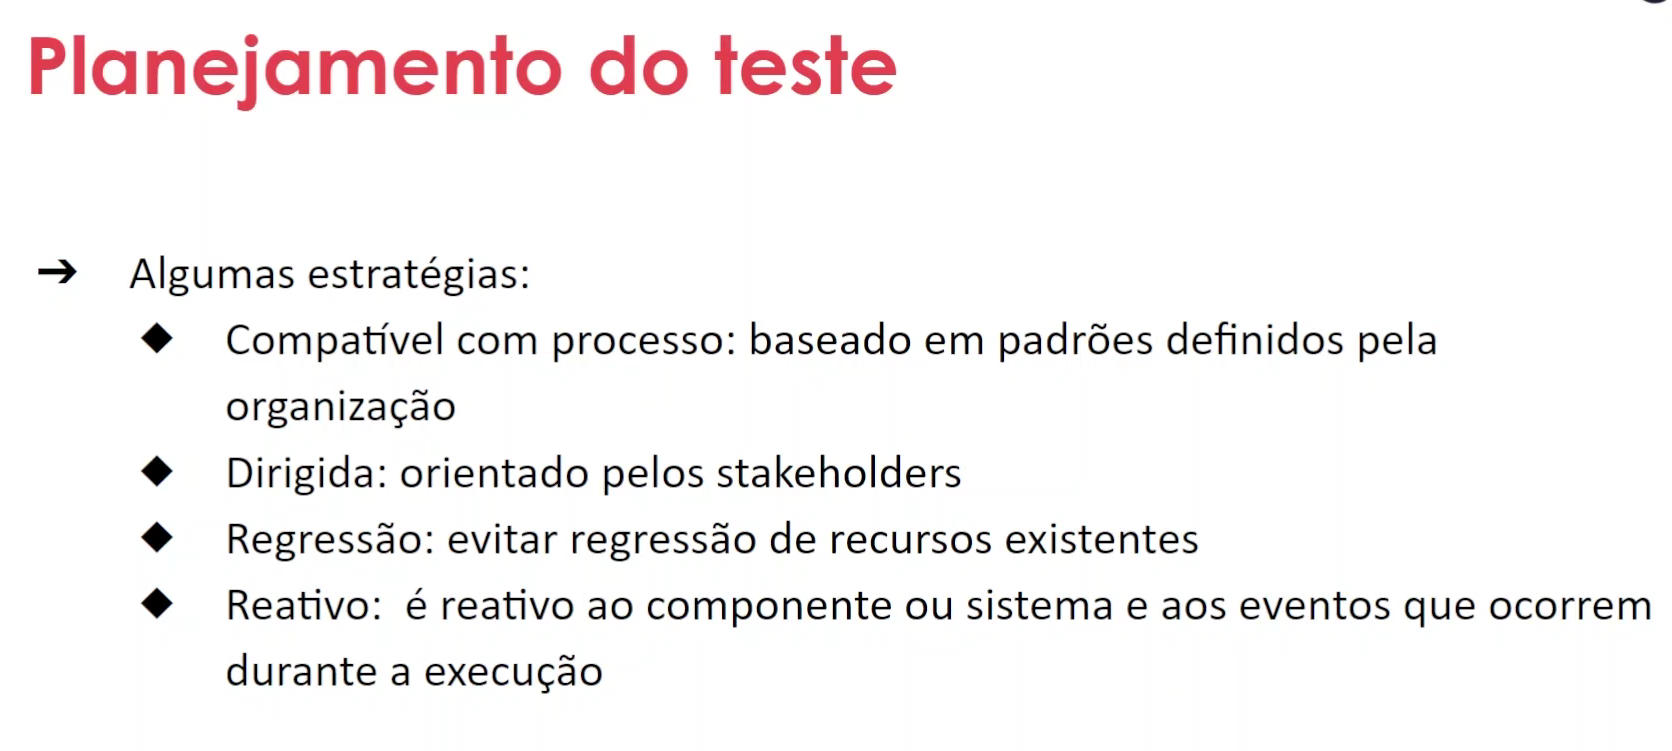 Planejamento do teste
➔ Algumas estratégias:
◆ Compatível com processo: baseado em padrões definidos pela
organização
◆ Dirigida: orientado pelos stakeholders
◆ Regressão: evitar regressão de recursos existentes
◆ Reativo: é reativo ao componente ou sistema e aos eventos que ocorrem
durante a execução